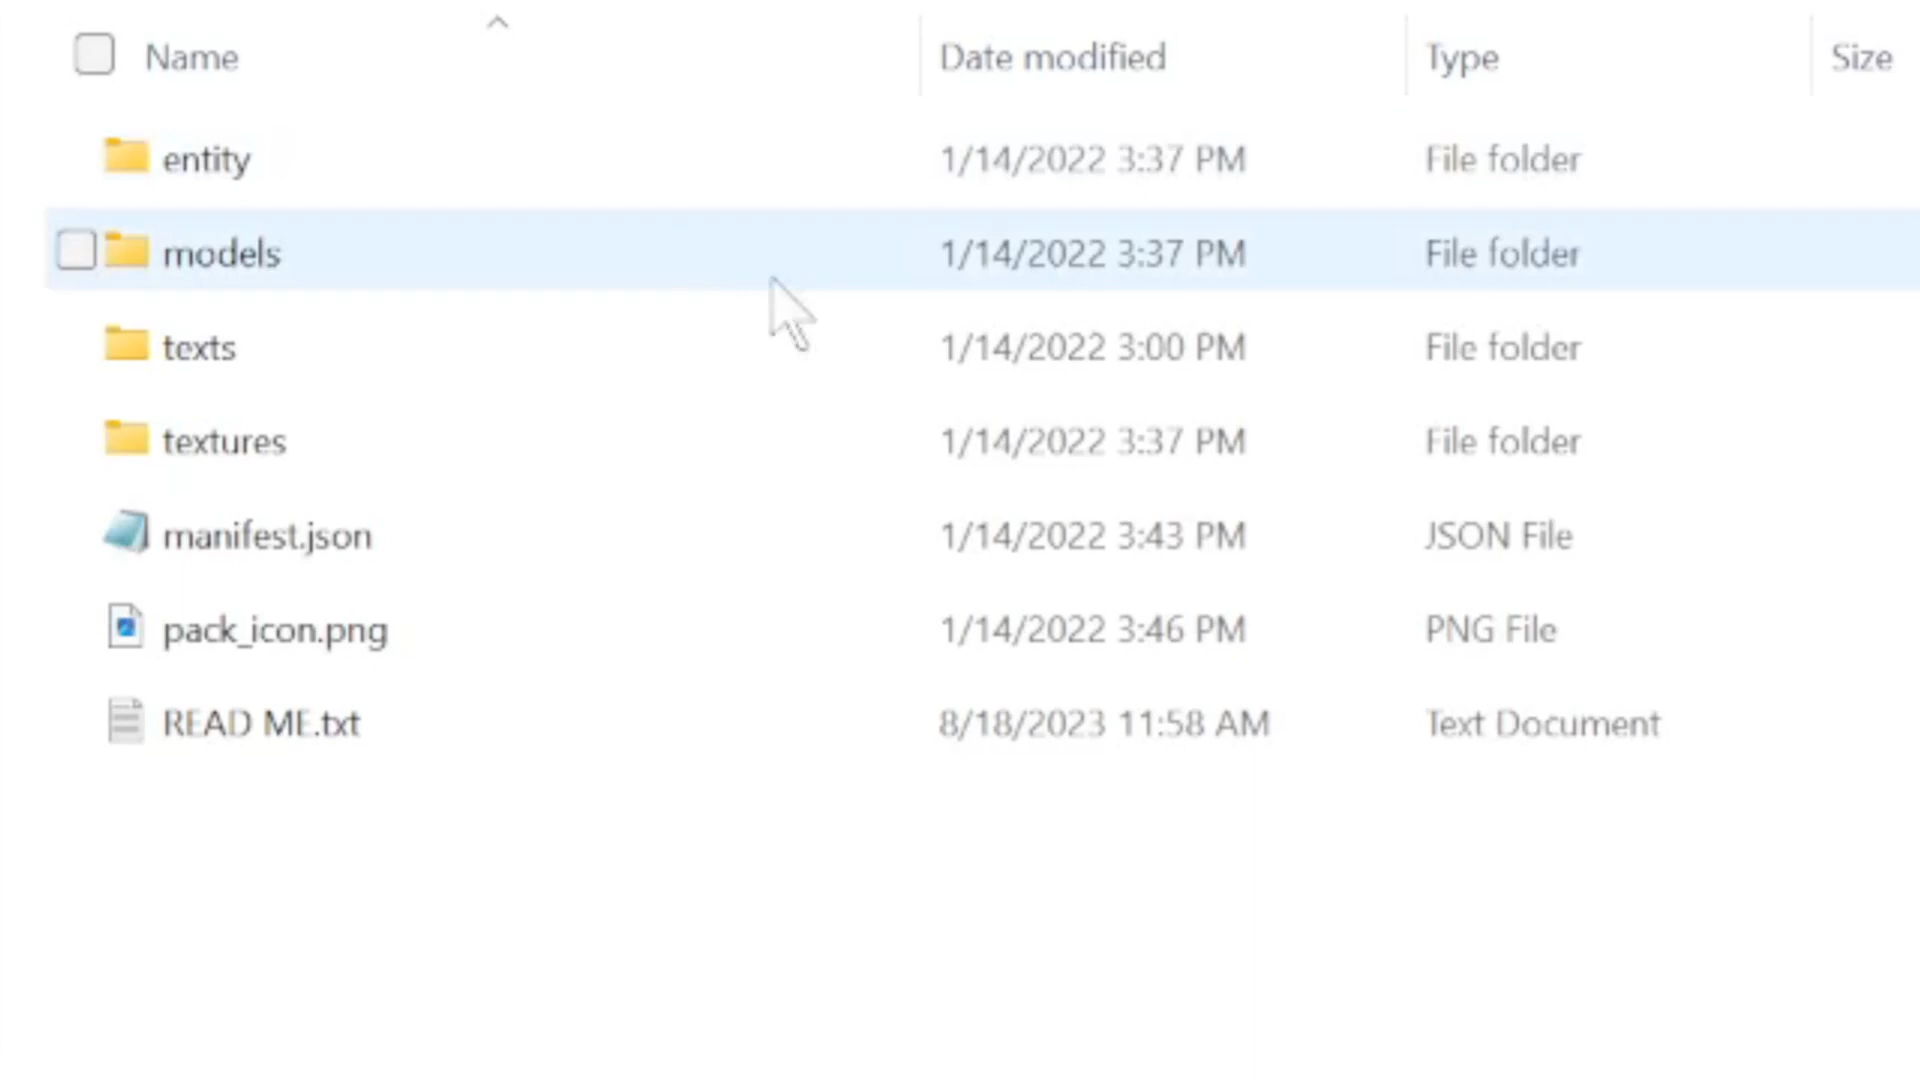 Name Date modified Type Size
entity 1/14/2022 3:37 PM File folder
models 1/14/2022 3:37 PM File folder
texts 1/14/2022 3:00 PM File folder
textures 1/14/2022 3:37 PM File folder
manifest.json 1/14/2022 3:43 PM JSON File
pack_icon.png 1/14/2022 3:46 PM PNG File
READ ME.txt 8/18/2023 11:58 AM Text Document